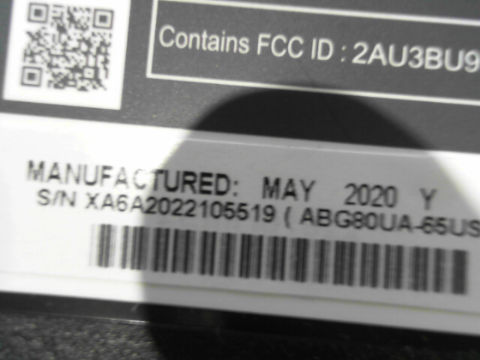 Contains FCC ID : 2AU3BU9
MANUFACTURED: MAY 2020 Y
S/N XA6A2022105519 ( ABG80UA-65US